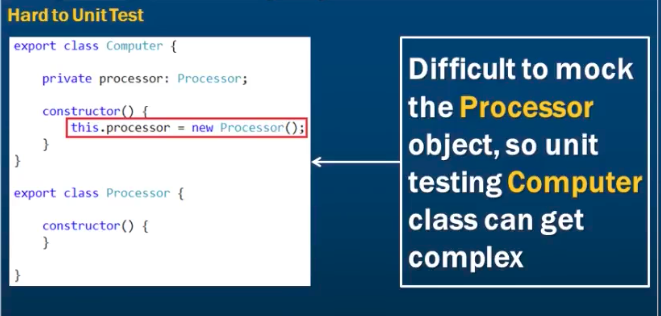 Hard to Unit Test
export class Computer {
private processor: Processor;
constructor() {
this.processor = new Processor();
}
}
export class Processor {
constructor() {
}
}
Difficult to mock
the Processor
object, so unit
testing Computer
class can get
complex